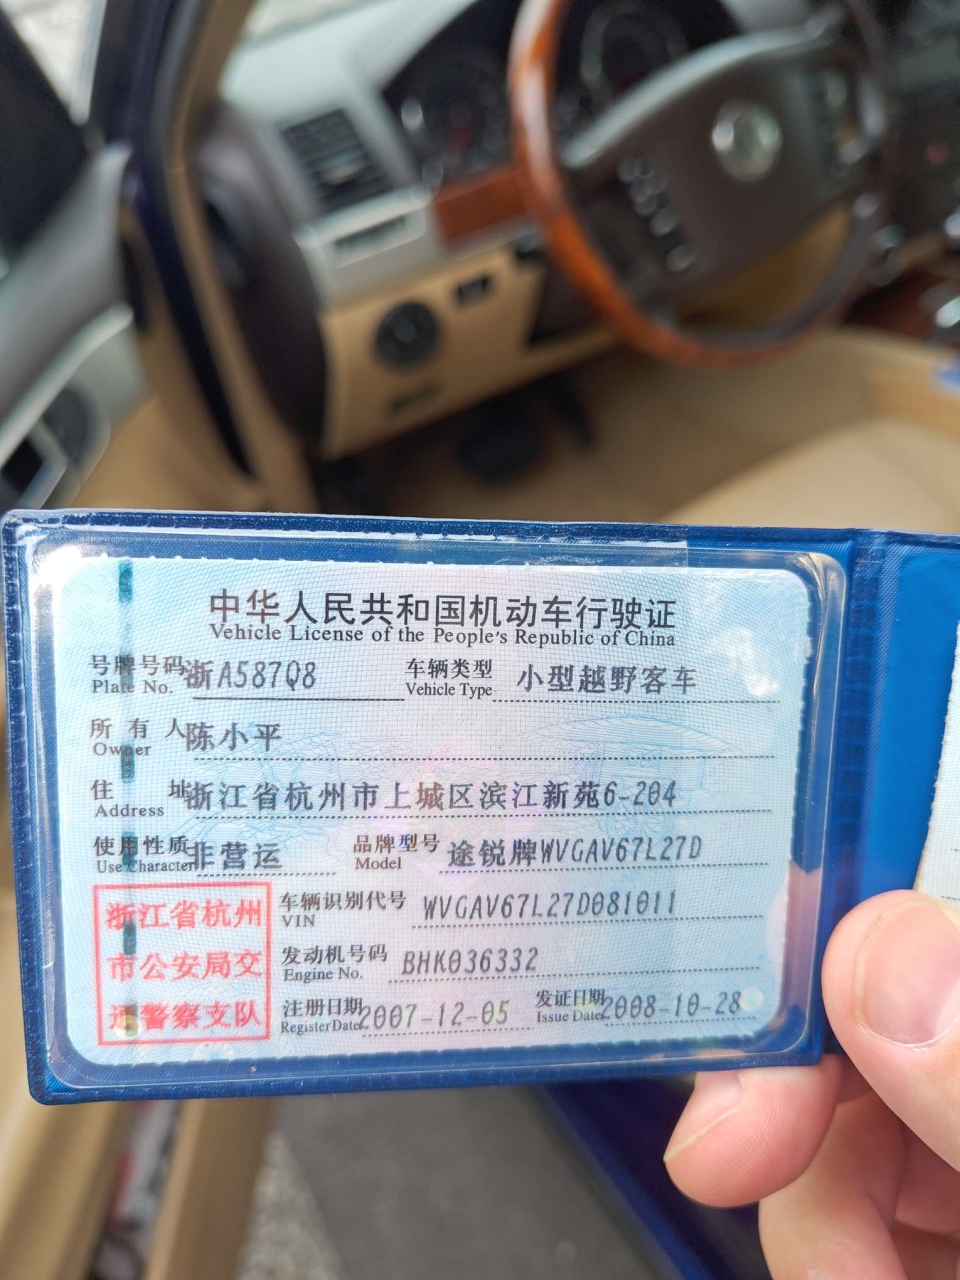 中华人民共和国机动车行驶证
Vehicle License of the People's Republic of China
号牌号码 浙A587Q8 车辆类型 小型越野客车
Plate No. Vehicle Type
所有人 陈小平
Owner
住址 浙江省杭州市上城区滨江新苑6-204
Address
使用性质 非营运 品牌型号 途锐牌WVGAV67L27D
Use Character Model
浙江省杭州
市公安局交
通警察支队
车辆识别代号 WVGAV67L27D081011
VIN
发动机号码 BHK036332
Engine No.
注册日期 2007-12-05 发证日期 2008-10-28
Register Date Issue Date